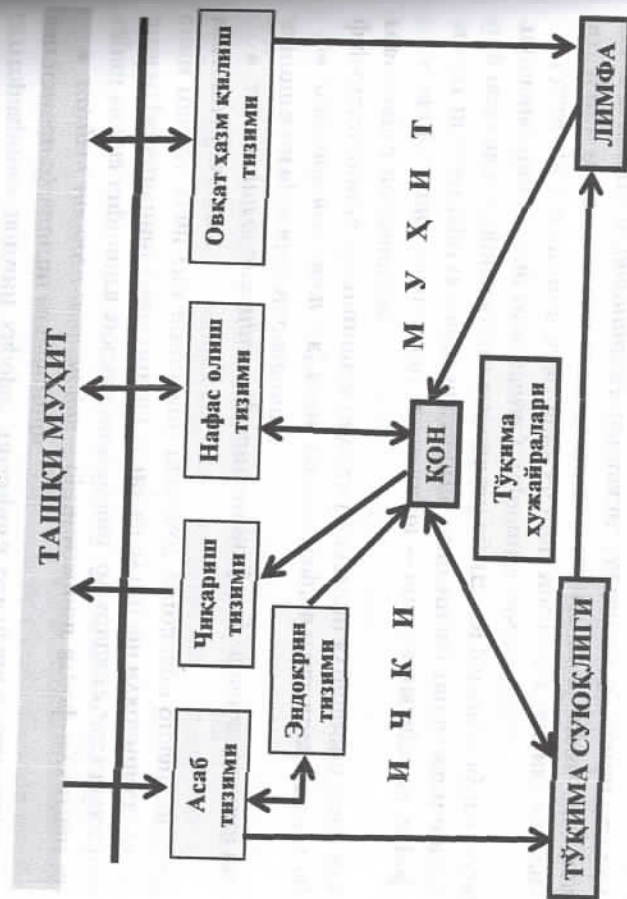 ТАШҚИ МУҲИТ
Асаб
тизими
Чиқариш
тизими
Нафас олиш
тизими
Овқат ҳазм қилиш
тизими
Эндокрин
тизими
И Ч К И
М У Ҳ И Т
ҚОН
Тўқима
ҳужайралари
ТЎҚИМА СУЮҚЛИГИ
ЛИМФА